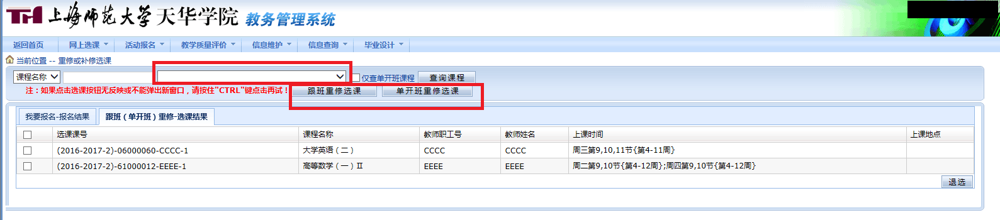 TH 上海师范大学天华学院 教务管理系统
返回首页 网上选课 活动报名 教学质量评价 信息维护 信息查询 毕业设计
当前位置 -- 重修或补修选课
课程名称 仅查单开班课程 查询课程
注：如果点击选课按钮无反映或不能弹出新窗口，请按住"CTRL"键点击再试！ 跟班重修选课 单开班重修选课
我要报名-报名结果 跟班（单开班）重修-选课结果
选课课号 课程名称 教师职工号 教师姓名 上课时间 上课地点
(2016-2017-2)-06000060-CCCC-1 大学英语（二） CCCC CCCC 周三第9,10,11节{第4-11周}
(2016-2017-2)-61000012-EEEE-1 高等数学（一）Ⅱ EEEE EEEE 周二第9,10节{第4-12周};周四第9,10节{第4-12周}
退选